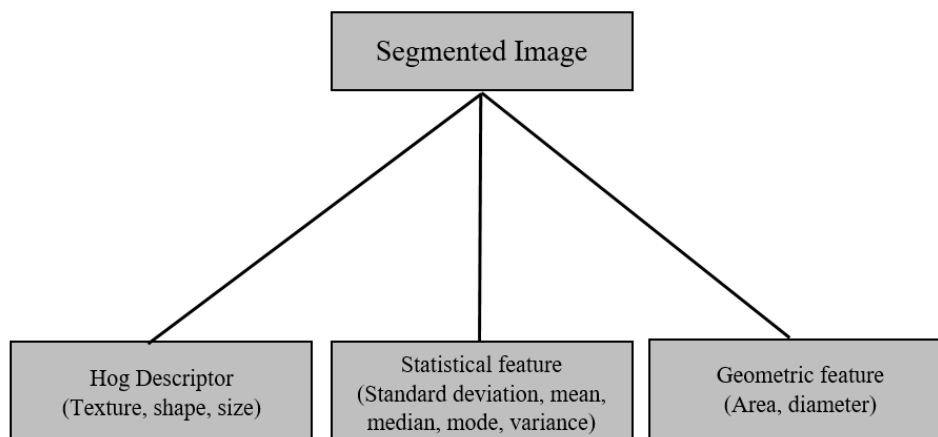 Segmented Image
Hog Descriptor
(Texture, shape, size)
Statistical feature
(Standard deviation, mean,
median, mode, variance)
Geometric feature
(Area, diameter)